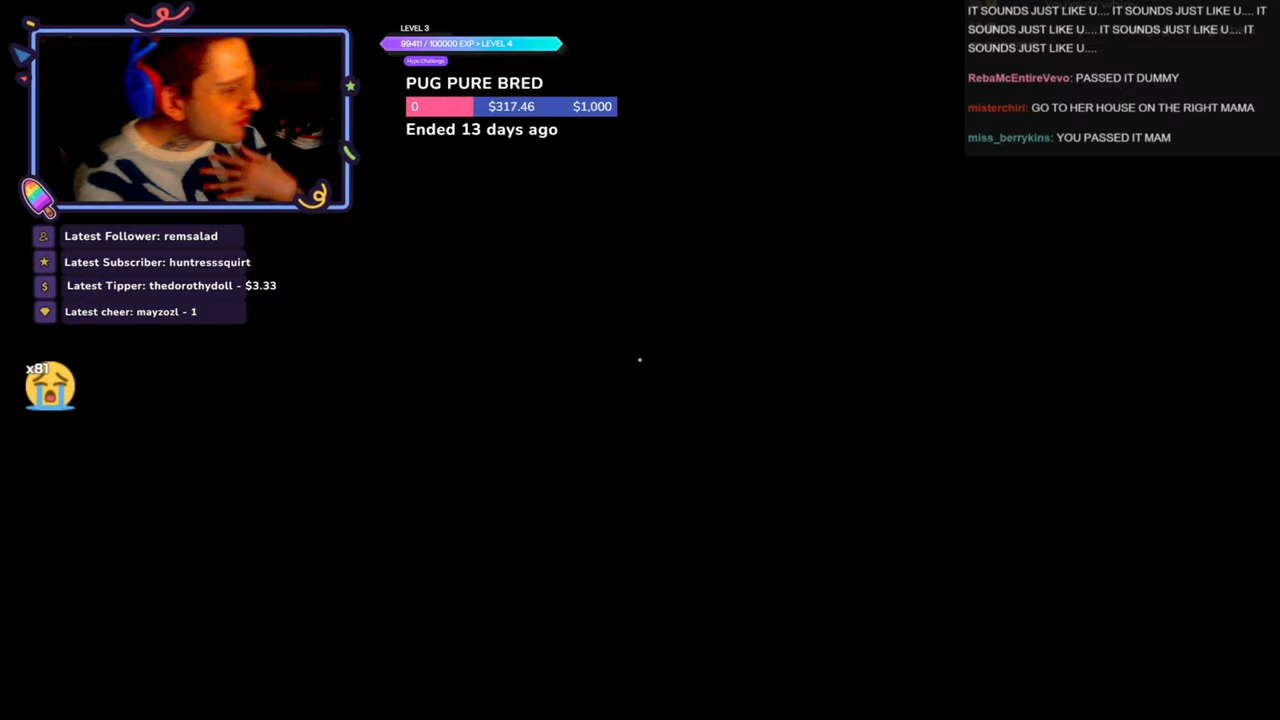 LEVEL 3
99411 / 100000 EXP > LEVEL 4
Hype Challenge
PUG PURE BRED
0 $317.46 $1,000
Ended 13 days ago
Latest Follower: remsalad
Latest Subscriber: huntresssquirt
Latest Tipper: thedorothydoll - $3.33
Latest cheer: mayzozl - 1
x81
IT SOUNDS JUST LIKE U.... IT SOUNDS JUST LIKE U.... IT
SOUNDS JUST LIKE U.... IT SOUNDS JUST LIKE U.... IT
SOUNDS JUST LIKE U....
RebaMcEntireVevo: PASSED IT DUMMY
misterchirl: GO TO HER HOUSE ON THE RIGHT MAMA
miss_berrykins: YOU PASSED IT MAM